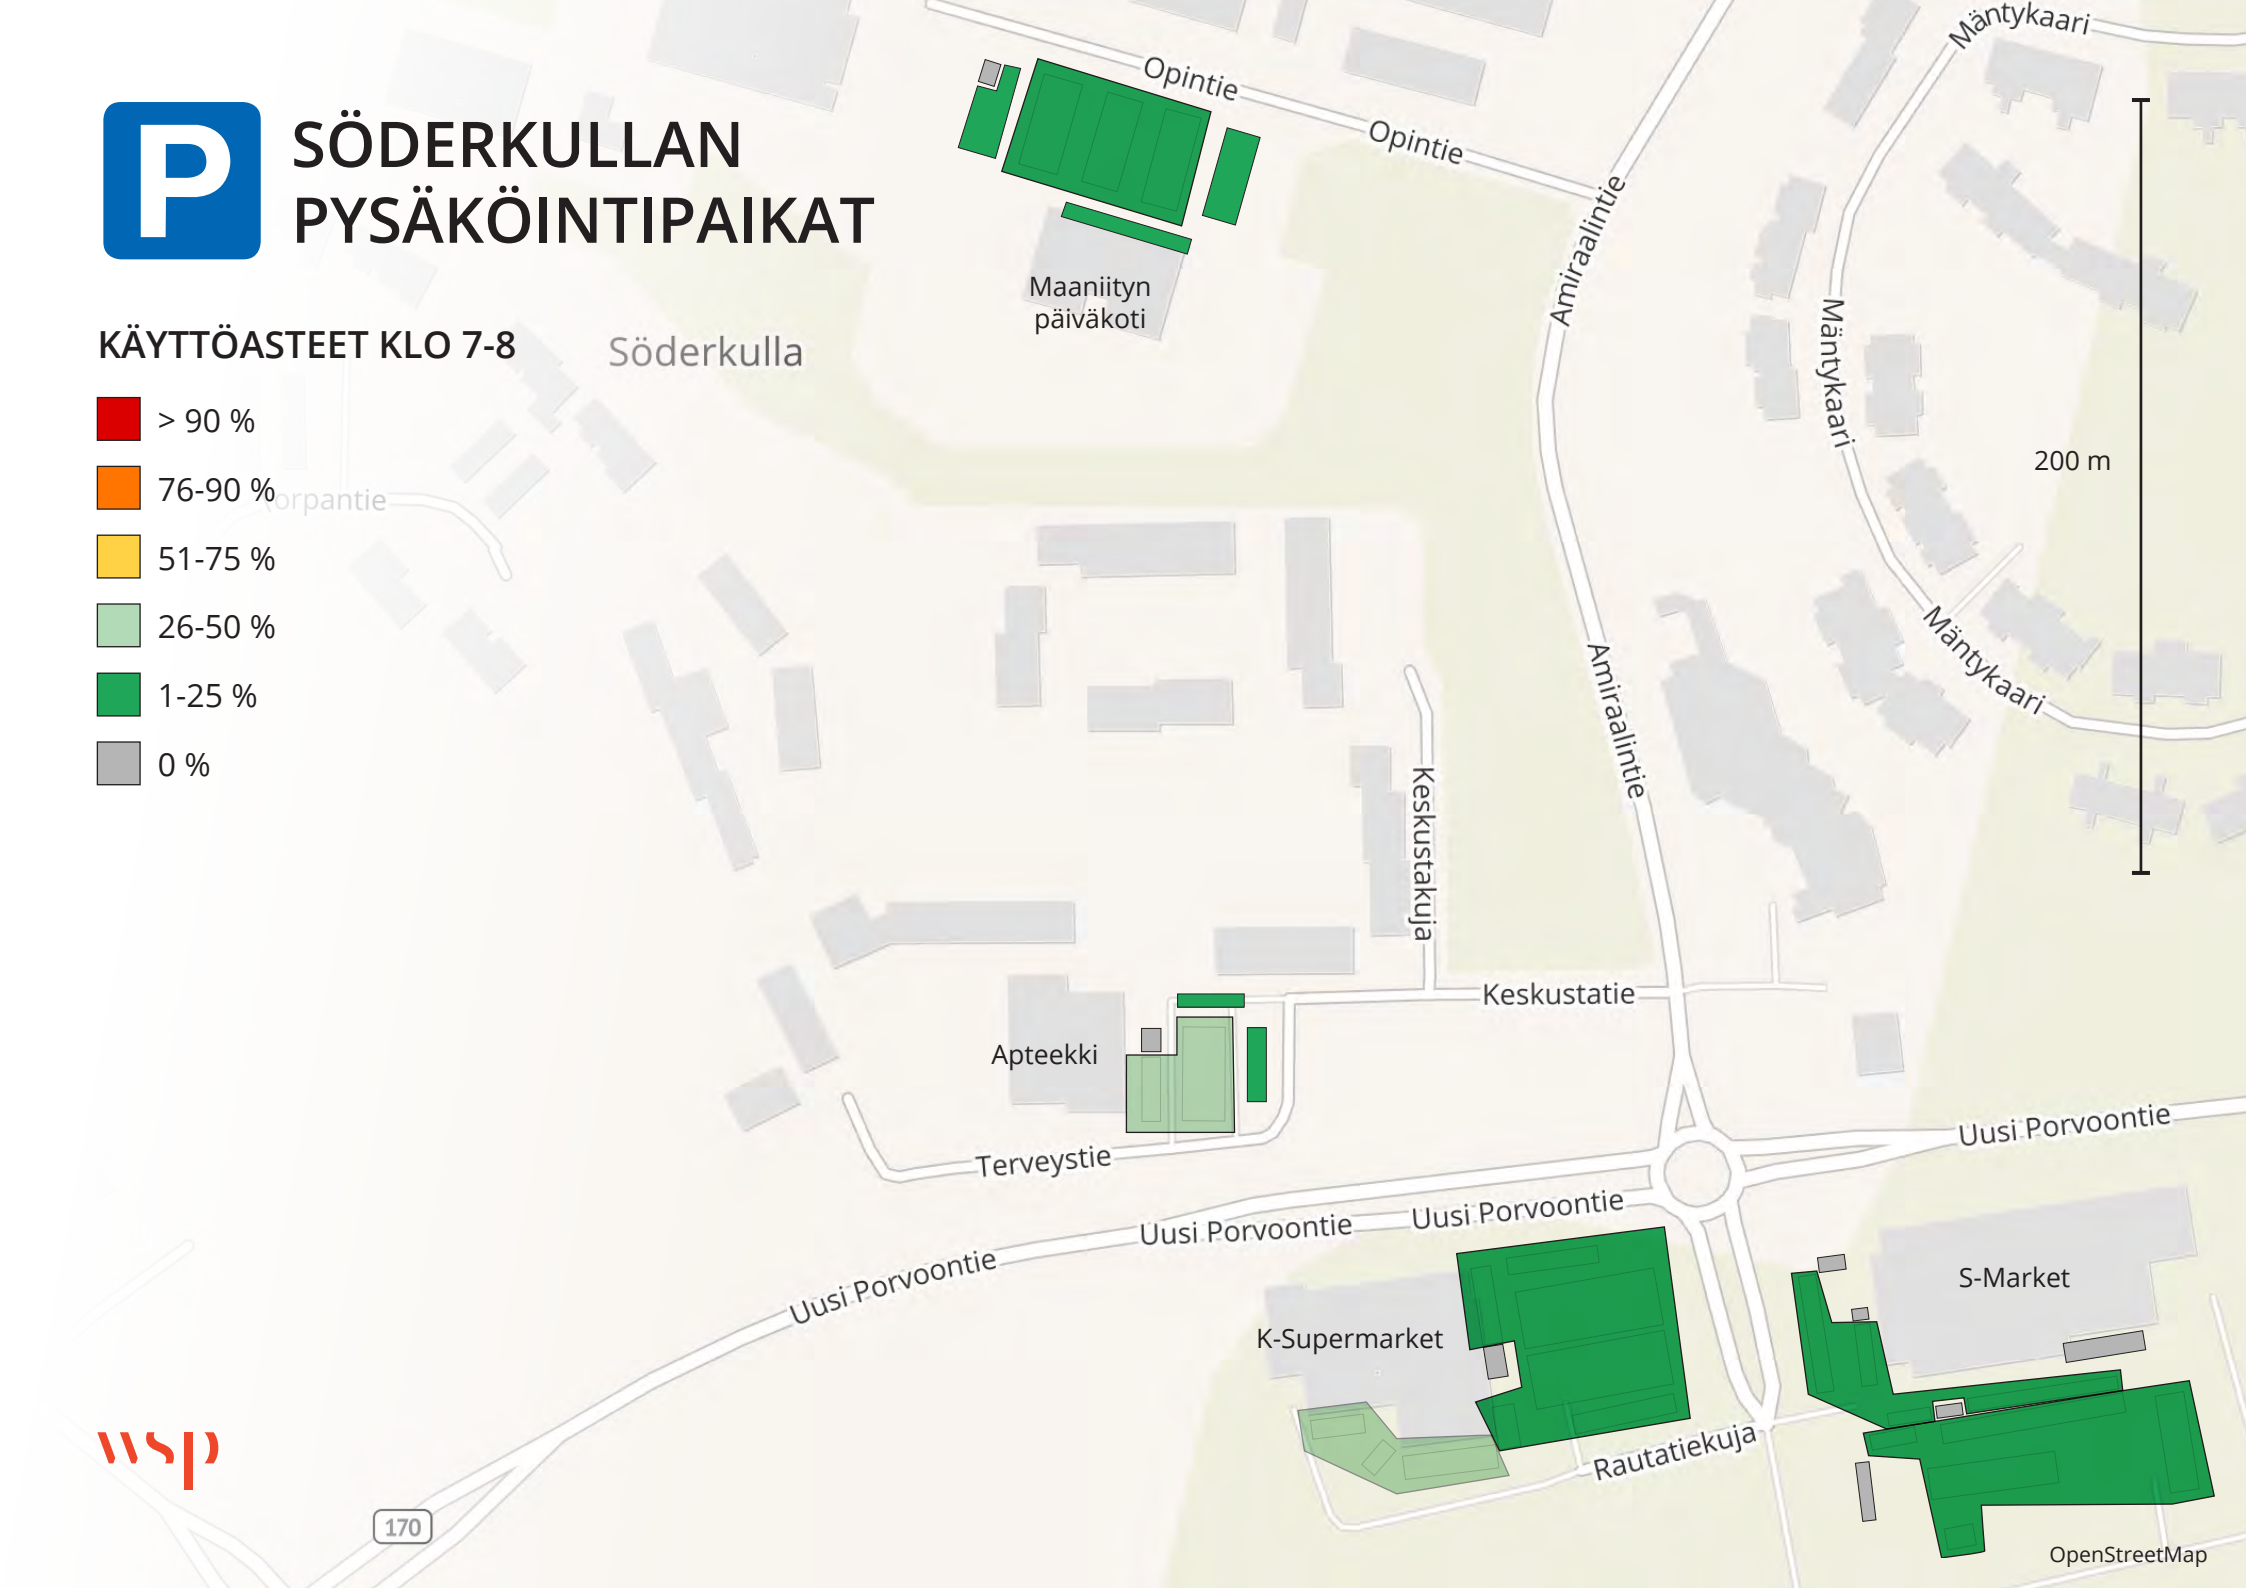 P
SÖDERKULLAN
PYSÄKÖINTIPAIKAT
KÄYTTÖASTEET KLO 7-8
> 90 %
76-90 %
51-75 %
26-50 %
1-25 %
0 %
orpantie
Söderkulla
Opintie
Opintie
Maaniityn
päiväkoti
Amiraalintie
Amiraalintie
Mäntykaari
Mäntykaari
Mäntykaari
200 m
Keskustakuja
Keskustatie
Apteekki
Terveystie
Uusi Porvoontie
Uusi Porvoontie
Uusi Porvoontie
Uusi Porvoontie
K-Supermarket
S-Market
Rautatiekuja
wsp
170
OpenStreetMap